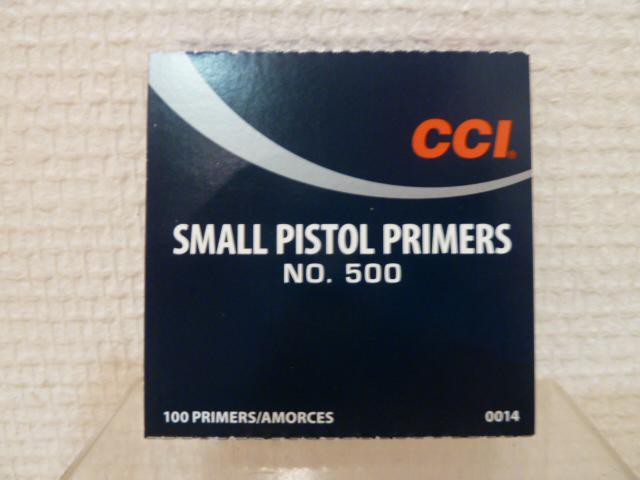 CCI
SMALL PISTOL PRIMERS
NO. 500
100 PRIMERS/AMORCES 0014